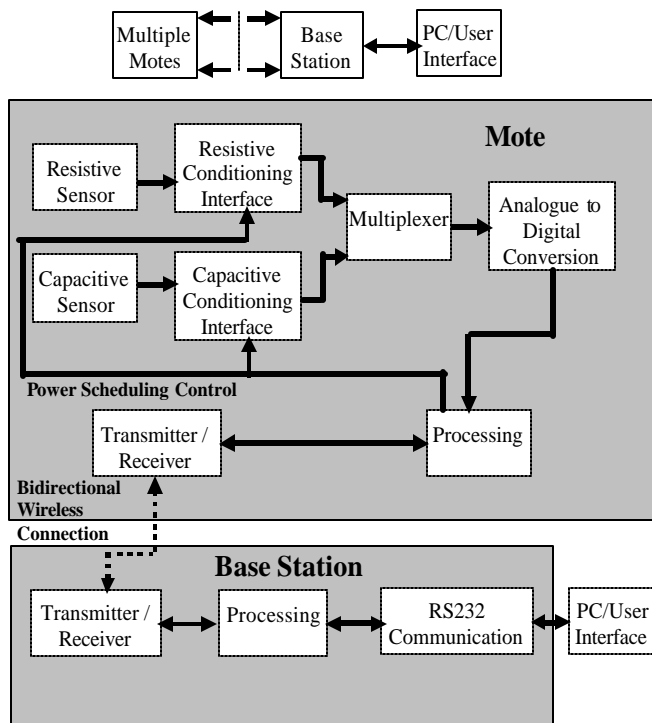 Multiple
Motes
Base
Station
PC/User
Interface
Mote
Resistive
Sensor
Resistive
Conditioning
Interface
Multiplexer
Analogue to
Digital
Conversion
Capacitive
Sensor
Capacitive
Conditioning
Interface
Power Scheduling Control
Transmitter /
Receiver
Processing
Bidirectional
Wireless
Connection
Base Station
Transmitter /
Receiver
Processing
RS232
Communication
PC/User
Interface